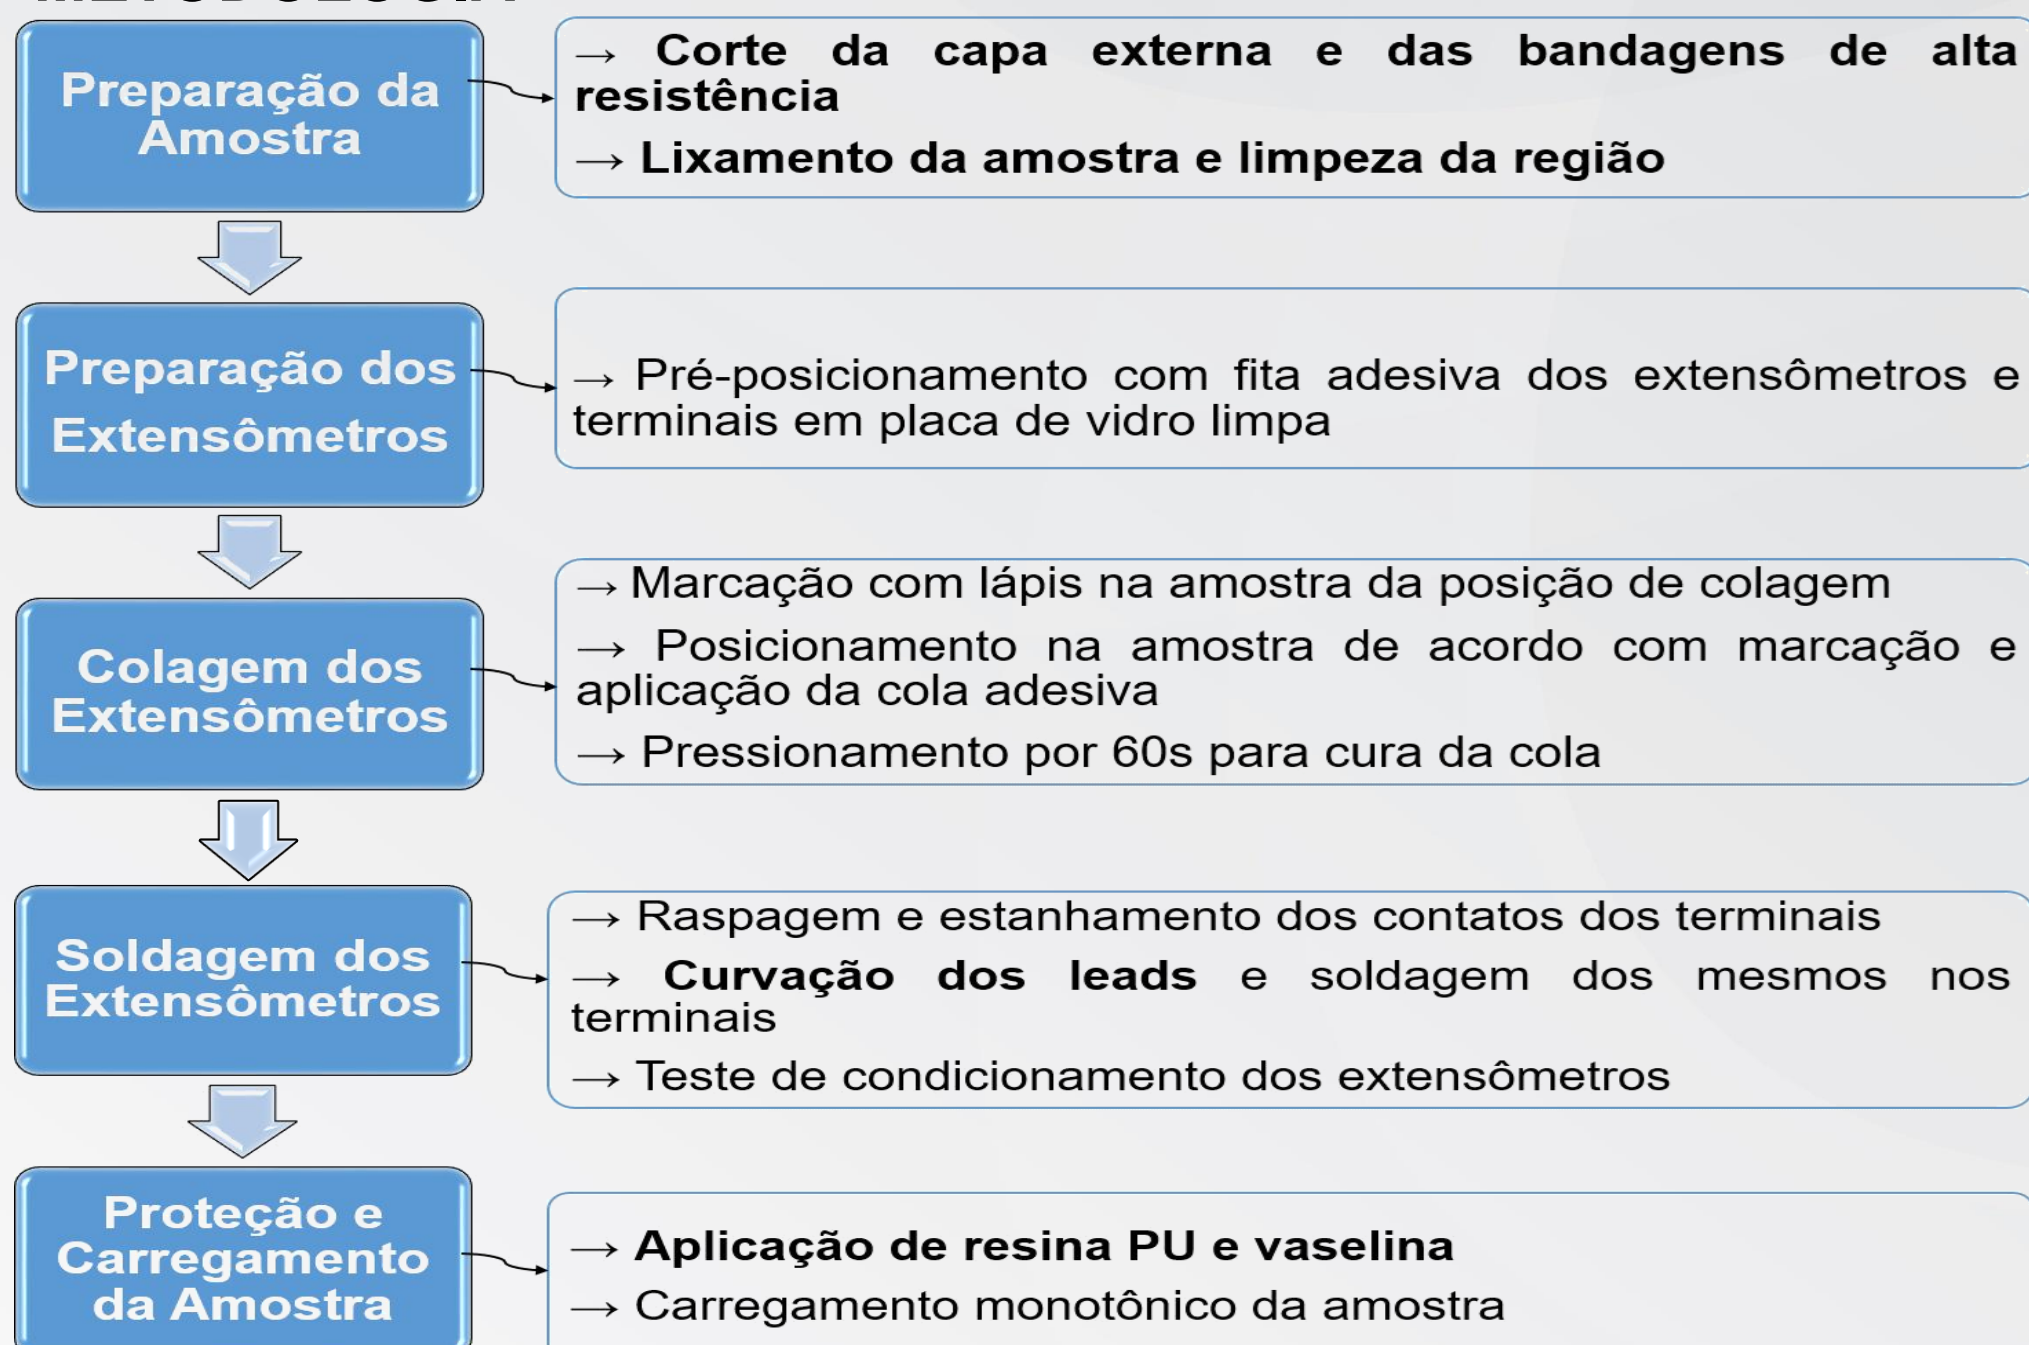 Preparação da
Amostra
→ Corte da capa externa e das bandagens de alta
resistência
→ Lixamento da amostra e limpeza da região
Preparação dos
Extensômetros
→ Pré-posicionamento com fita adesiva dos extensômetros e
terminais em placa de vidro limpa
Colagem dos
Extensômetros
→ Marcação com lápis na amostra da posição de colagem
→ Posicionamento na amostra de acordo com marcação e
aplicação da cola adesiva
→ Pressionamento por 60s para cura da cola
Soldagem dos
Extensômetros
→ Raspagem e estanhamento dos contatos dos terminais
→ Curvação dos leads e soldagem dos mesmos nos
terminais
→ Teste de condicionamento dos extensômetros
Proteção e
Carregamento
da Amostra
→ Aplicação de resina PU e vaselina
→ Carregamento monotônico da amostra